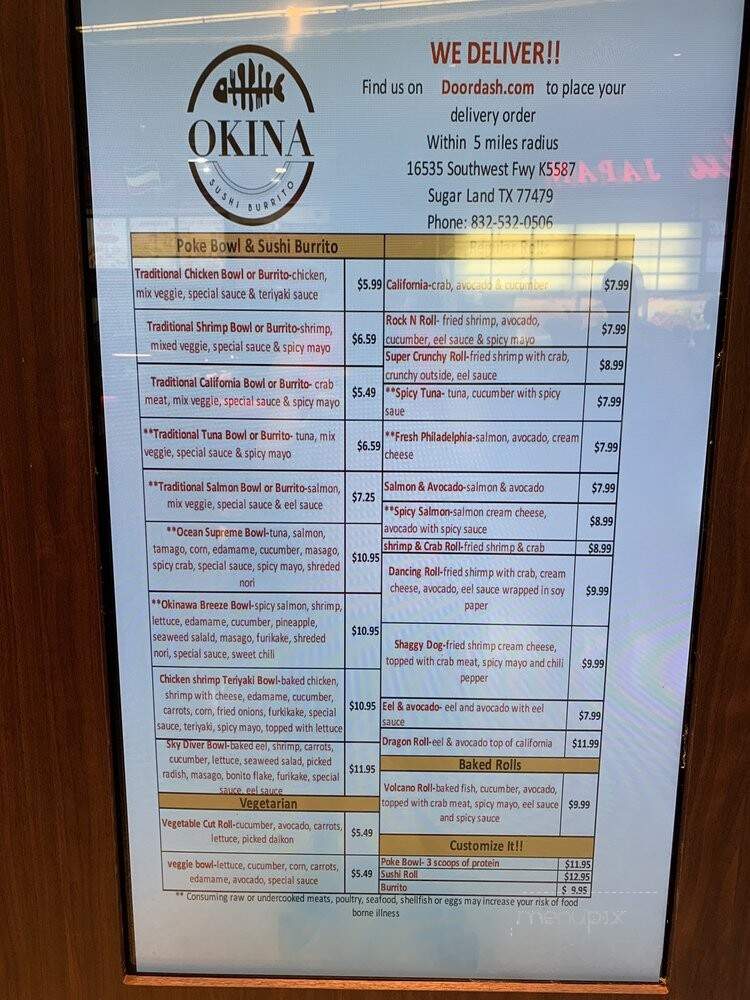 OKINA
SUSHI BURRITO
WE DELIVER!!
Find us on Doordash.com to place your
delivery order
Within 5 miles radius
16535 Southwest Fwy K5587
Sugar Land TX 77479
Phone: 832-532-0506
Poke Bowl & Sushi Burrito
Traditional Chicken Bowl or Burrito-chicken,
mix veggie, special sauce & teriyaki sauce
$5.99
Traditional Shrimp Bowl or Burrito-shrimp,
mixed veggie, special sauce & spicy mayo
$6.59
Traditional California Bowl or Burrito- crab
meat, mix veggie, special sauce & spicy mayo
$5.49
**Traditional Tuna Bowl or Burrito- tuna, mix
veggie, special sauce & spicy mayo
$6.59
**Traditional Salmon Bowl or Burrito-salmon,
mix veggie, special sauce & eel sauce
$7.25
**Ocean Supreme Bowl-tuna, salmon,
tamago, corn, edamame, cucumber, masago,
spicy crab, special sauce, spicy mayo, shreded
nori
$10.95
**Okinawa Breeze Bowl-spicy salmon, shrimp,
lettuce, edamame, cucumber, pineapple,
seaweed salald, masago, furikake, shreded
nori, special sauce, sweet chili
$10.95
Chicken shrimp Teriyaki Bowl-baked chicken,
shrimp with cheese, edamame, cucumber,
carrots, corn, fried onions, furkikake, special
sauce, teriyaki, spicy mayo, topped with lettuce
$10.95
Sky Diver Bowl-baked eel, shrimp, carrots,
cucumber, lettuce, seaweed salad, picked
radish, masago, bonito flake, furikake, special
sauce, eel sauce
$11.95
Vegetarian
Vegetable Cut Roll-cucumber, avocado, carrots,
lettuce, picked daikon
$5.49
veggie bowl-lettuce, cucumber, corn, carrots,
edamame, avocado, special sauce
$5.49
Regular Rolls
California-crab, avocado & cucumber
$7.99
Rock N Roll- fried shrimp, avocado,
cucumber, eel sauce & spicy mayo
$7.99
Super Crunchy Roll-fried shrimp with crab,
crunchy outside, eel sauce
$8.99
**Spicy Tuna- tuna, cucumber with spicy
saue
$7.99
**Fresh Philadelphia-salmon, avocado, cream
cheese
$7.99
Salmon & Avocado-salmon & avocado
$7.99
**Spicy Salmon-salmon cream cheese,
avocado with spicy sauce
$8.99
shrimp & Crab Roll-fried shrimp & crab
$8.99
Dancing Roll-fried shrimp with crab, cream
cheese, avocado, eel sauce wrapped in soy
paper
$9.99
Shaggy Dog-fried shrimp cream cheese,
topped with crab meat, spicy mayo and chili
pepper
$9.99
Eel & avocado- eel and avocado with eel
sauce
$7.99
Dragon Roll-eel & avocado top of california
$11.99
Baked Rolls
Volcano Roll-baked fish, cucumber, avocado,
topped with crab meat, spicy mayo, eel sauce
and spicy sauce
$9.99
Customize It!!
Poke Bowl- 3 scoops of protein $11.95
Sushi Roll $12.95
Burrito $ 9.95
** Consuming raw or undercooked meats, poultry, seafood, shellfish or eggs may increase your risk of food
borne illness
menupix
JAPAN